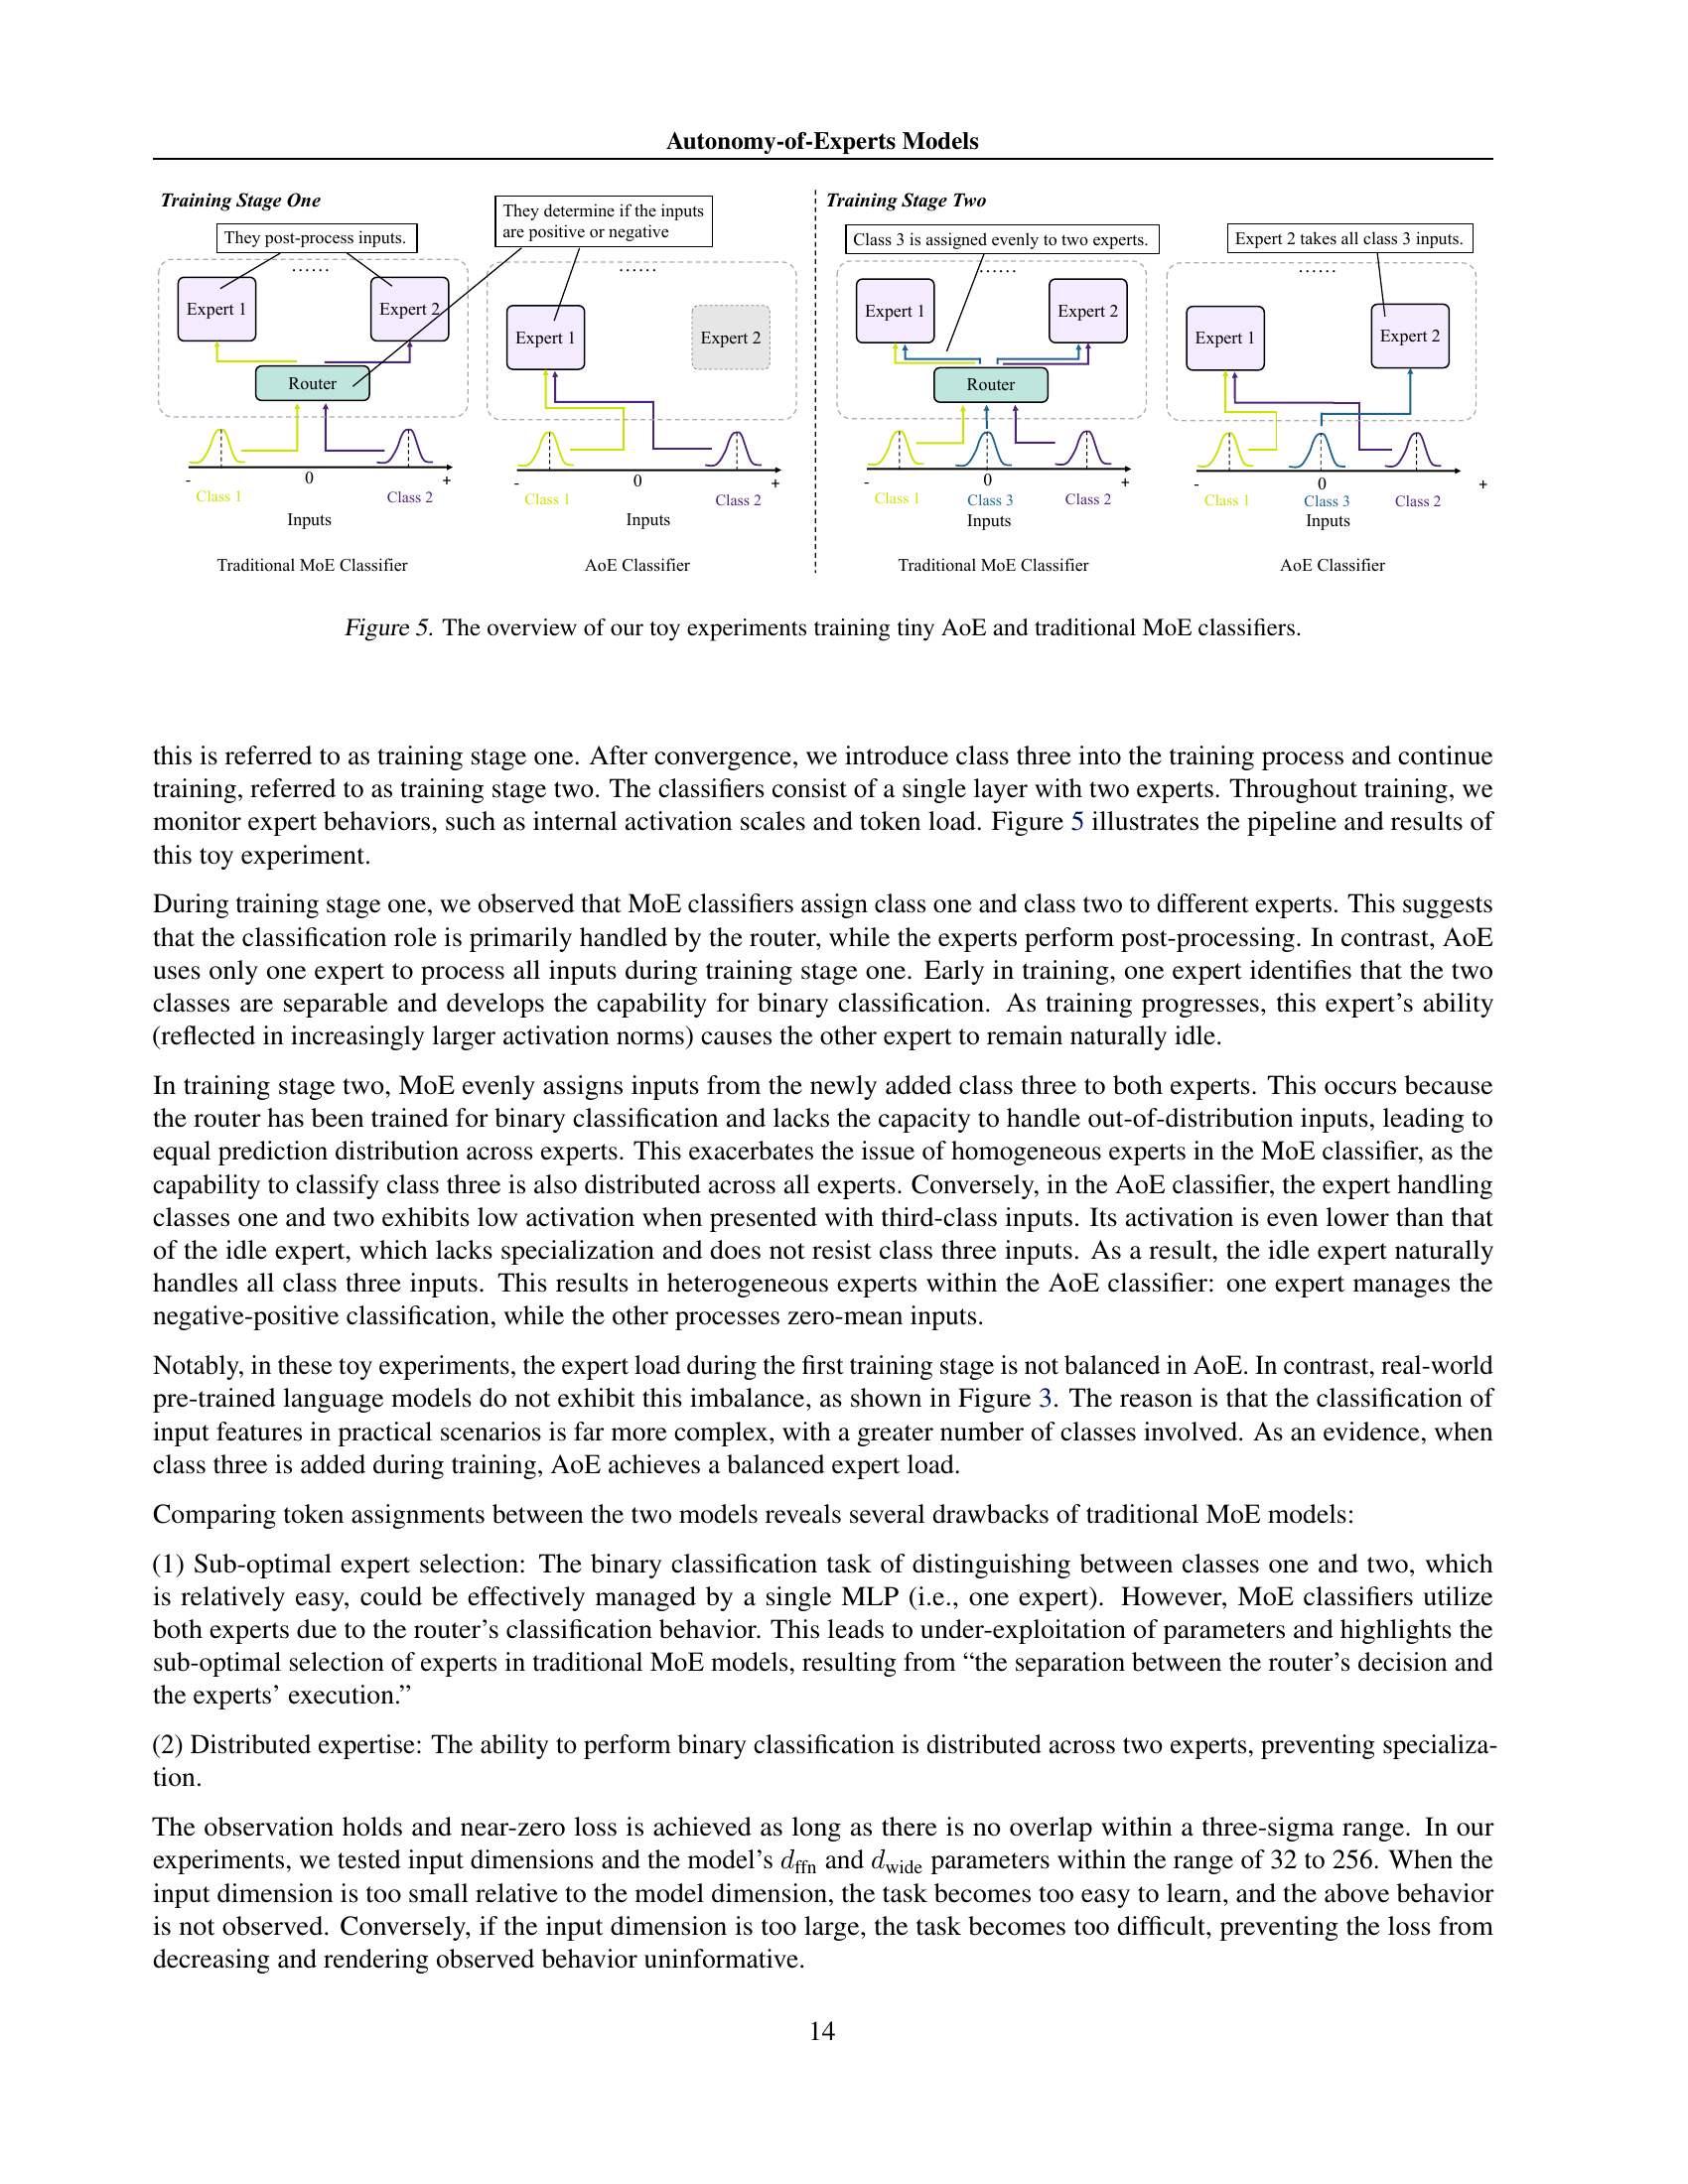 Autonomy-of-Experts Models
Training Stage One
They post-process inputs.
They determine if the inputs
are positive or negative
......
Expert 1
Expert 2
Router
-
0
+
Class 1
Class 2
Inputs
Traditional MoE Classifier
......
Expert 1
Expert 2
-
0
+
Class 1
Class 2
Inputs
AoE Classifier
Training Stage Two
Class 3 is assigned evenly to two experts.
......
Expert 1
Expert 2
Router
-
0
+
Class 1
Class 3
Class 2
Inputs
Traditional MoE Classifier
Expert 2 takes all class 3 inputs.
......
Expert 1
Expert 2
-
0
+
Class 1
Class 3
Class 2
Inputs
AoE Classifier
Figure 5. The overview of our toy experiments training tiny AoE and traditional MoE classifiers.
this is referred to as training stage one. After convergence, we introduce class three into the training process and continue
training, referred to as training stage two. The classifiers consist of a single layer with two experts. Throughout training, we
monitor expert behaviors, such as internal activation scales and token load. Figure 5 illustrates the pipeline and results of
this toy experiment.
During training stage one, we observed that MoE classifiers assign class one and class two to different experts. This suggests
that the classification role is primarily handled by the router, while the experts perform post-processing. In contrast, AoE
uses only one expert to process all inputs during training stage one. Early in training, one expert identifies that the two
classes are separable and develops the capability for binary classification. As training progresses, this expert's ability
(reflected in increasingly larger activation norms) causes the other expert to remain naturally idle.
In training stage two, MoE evenly assigns inputs from the newly added class three to both experts. This occurs because
the router has been trained for binary classification and lacks the capacity to handle out-of-distribution inputs, leading to
equal prediction distribution across experts. This exacerbates the issue of homogeneous experts in the MoE classifier, as the
capability to classify class three is also distributed across all experts. Conversely, in the AoE classifier, the expert handling
classes one and two exhibits low activation when presented with third-class inputs. Its activation is even lower than that
of the idle expert, which lacks specialization and does not resist class three inputs. As a result, the idle expert naturally
handles all class three inputs. This results in heterogeneous experts within the AoE classifier: one expert manages the
negative-positive classification, while the other processes zero-mean inputs.
Notably, in these toy experiments, the expert load during the first training stage is not balanced in AoE. In contrast, real-world
pre-trained language models do not exhibit this imbalance, as shown in Figure 3. The reason is that the classification of
input features in practical scenarios is far more complex, with a greater number of classes involved. As an evidence, when
class three is added during training, AoE achieves a balanced expert load.
Comparing token assignments between the two models reveals several drawbacks of traditional MoE models:
(1) Sub-optimal expert selection: The binary classification task of distinguishing between classes one and two, which
is relatively easy, could be effectively managed by a single MLP (i.e., one expert). However, MoE classifiers utilize
both experts due to the router's classification behavior. This leads to under-exploitation of parameters and highlights the
sub-optimal selection of experts in traditional MoE models, resulting from “the separation between the router's decision and
the experts' execution.”
(2) Distributed expertise: The ability to perform binary classification is distributed across two experts, preventing specializa-
tion.
The observation holds and near-zero loss is achieved as long as there is no overlap within a three-sigma range. In our
experiments, we tested input dimensions and the model's d_ffn and d_wide parameters within the range of 32 to 256. When the
input dimension is too small relative to the model dimension, the task becomes too easy to learn, and the above behavior
is not observed. Conversely, if the input dimension is too large, the task becomes too difficult, preventing the loss from
decreasing and rendering observed behavior uninformative.
14